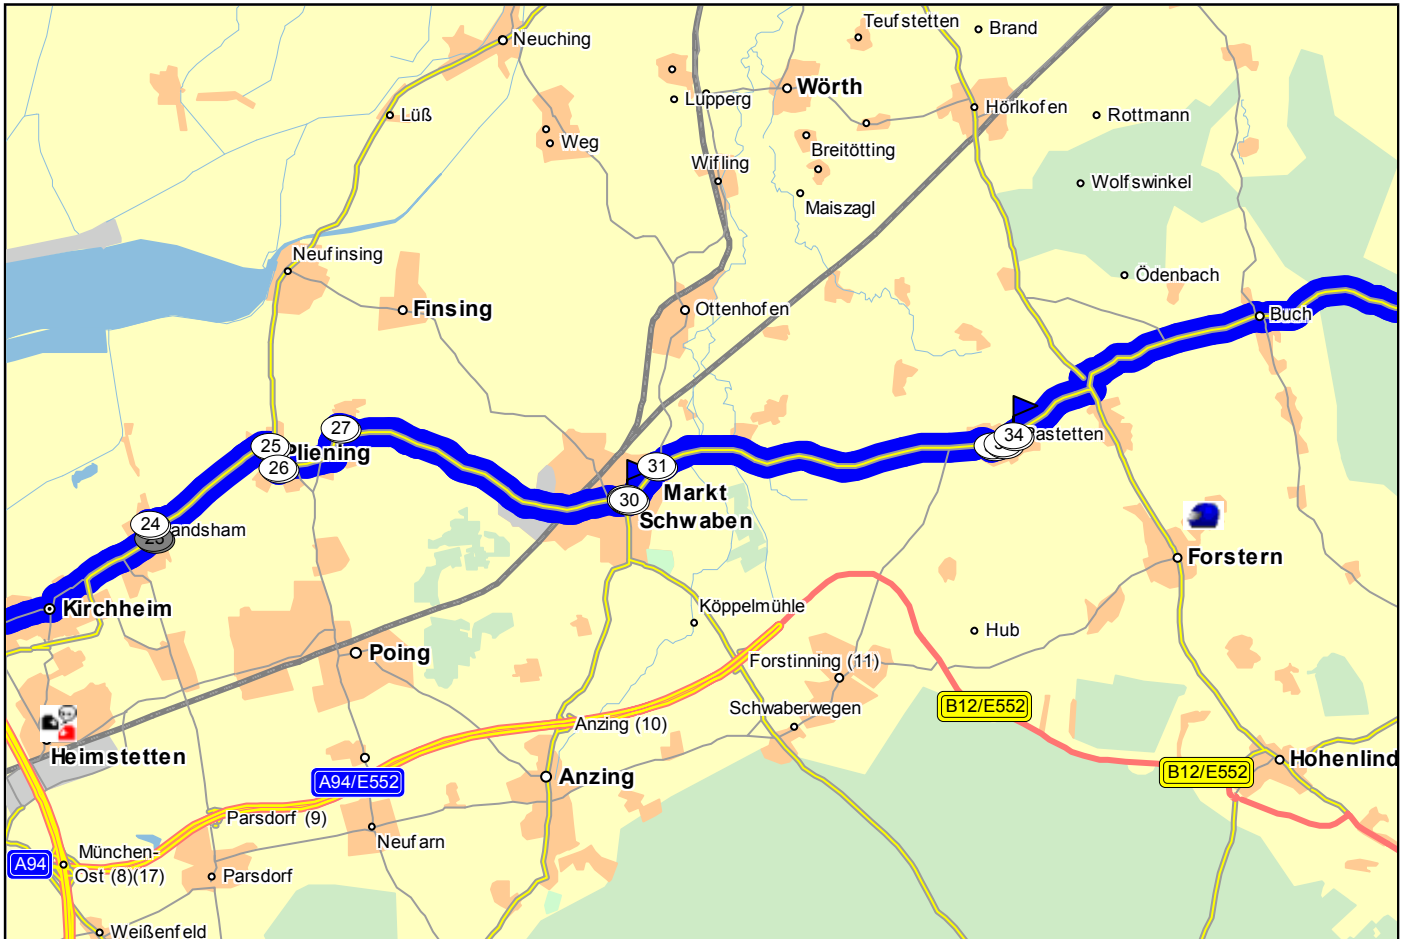 Teufstetten
Brand
Neuching
Wörth
Lupperg
Hörlkofen
Lüß
Rottmann
Weg
Breitötting
Wifling
Wolfswinkel
Maiszagl
Neufinsing
Ödenbach
Finsing
Ottenhofen
Buch
27
25
34
Pastetten
Pliening
26
31
Markt
Schwaben
30
24
andsham
Forstern
Kirchheim
Köppelmühle
Hub
Poing
Forstinning (11)
B12/E552
Schwaberwegen
Anzing (10)
Heimstetten
Hohenlind
B12/E552
Anzing
A94/E552
Parsdorf (9)
Neufarn
München-
Ost (8)(17)
A94
Parsdorf
Weißenfeld